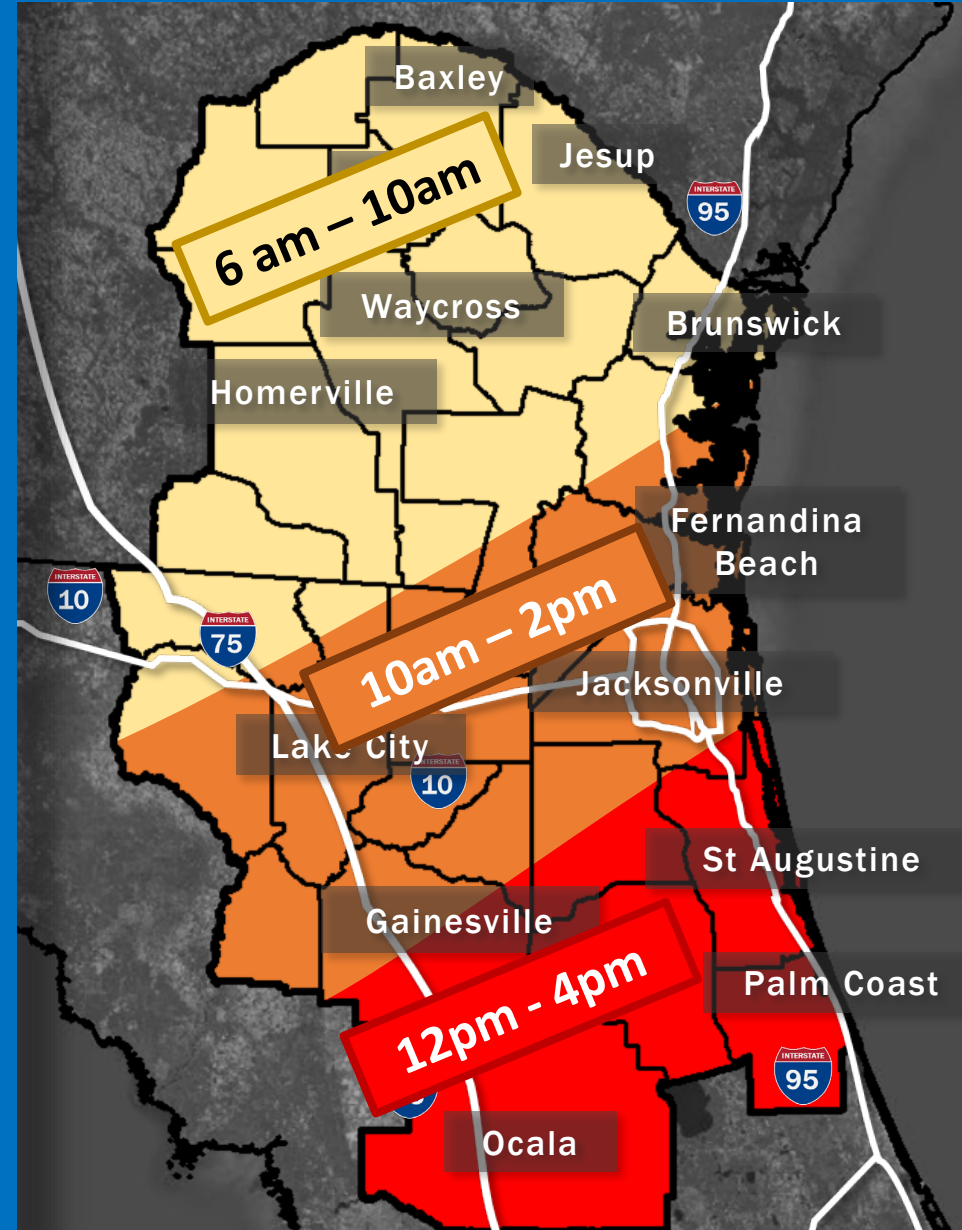 Baxley
Jesup
6 am – 10am
INTERSTATE
95
Waycross
Brunswick
Homerville
Fernandina
Beach
INTERSTATE
10
INTERSTATE
75
10am – 2pm
Jacksonville
Lake City
INTERSTATE
10
St Augustine
Gainesville
12pm - 4pm
Palm Coast
INTERSTATE
95
Ocala